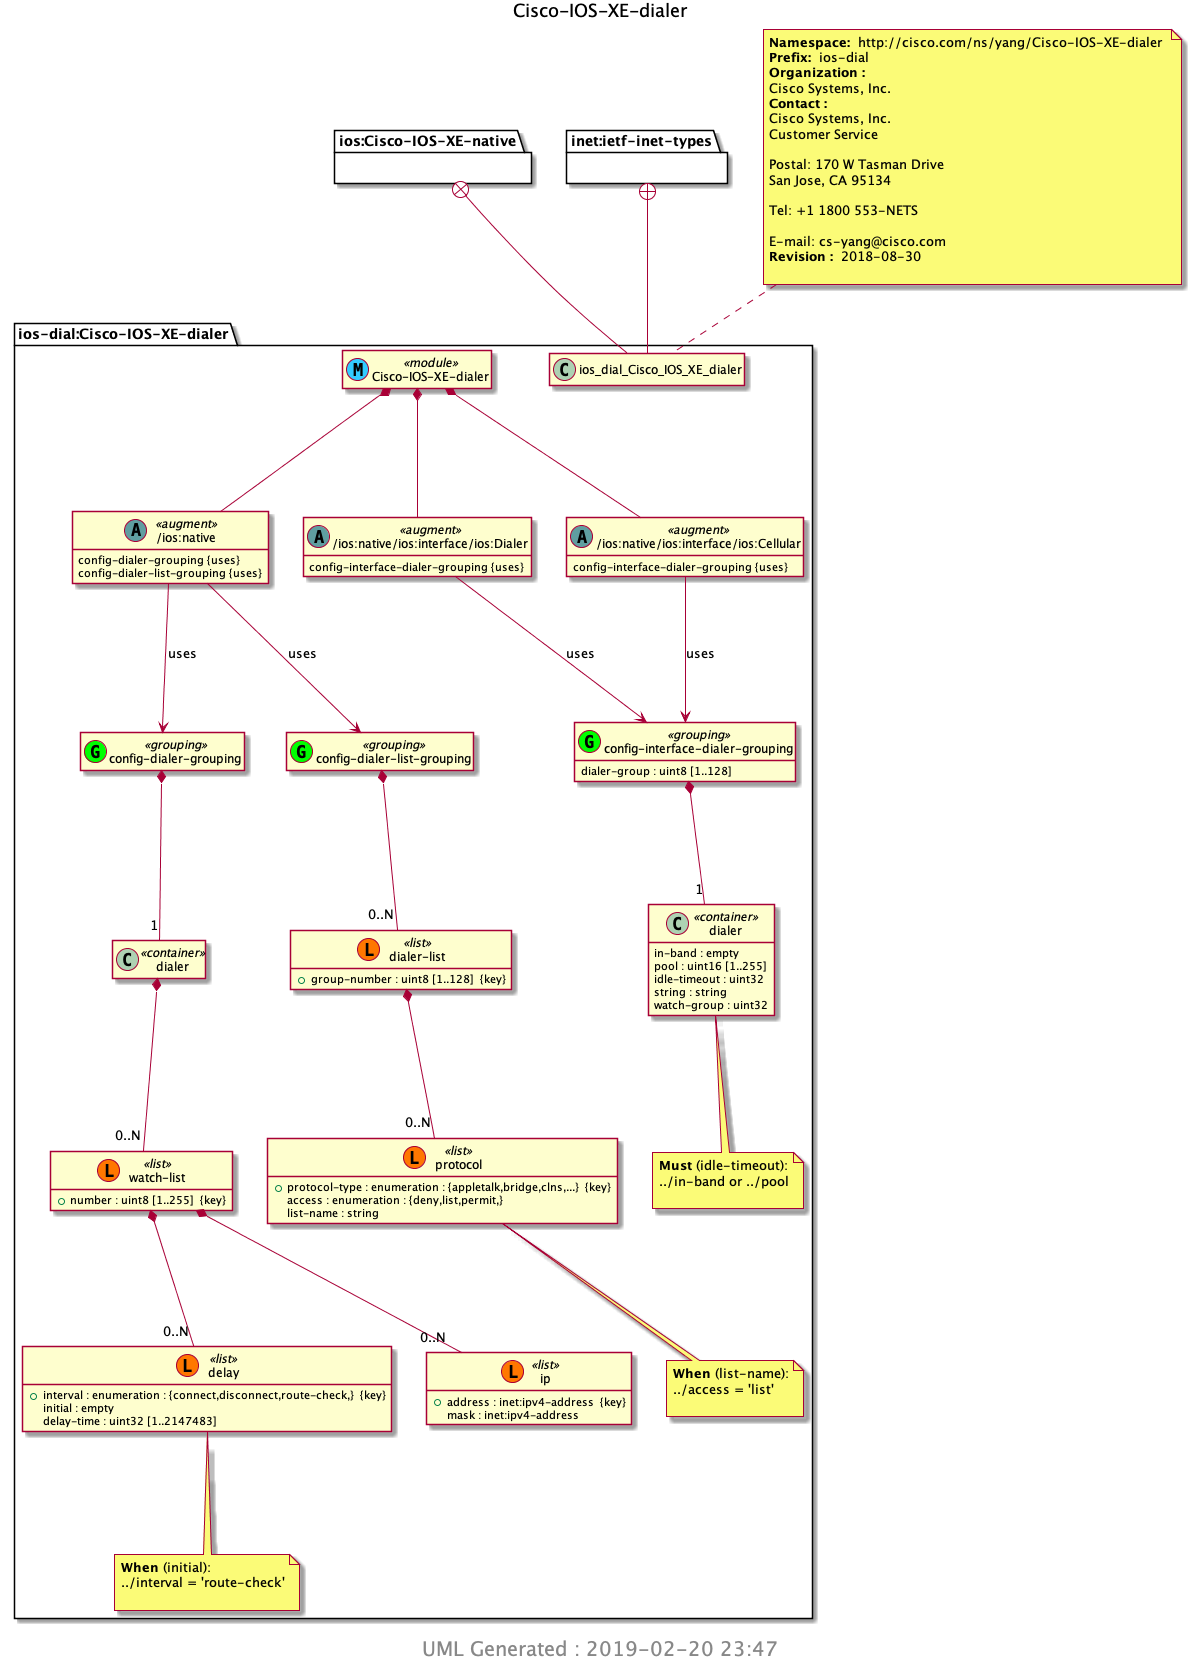 Cisco-IOS-XE-dialer
Namespace: http://cisco.com/ns/yang/Cisco-IOS-XE-dialer
Prefix: ios-dial
Organization :
Cisco Systems, Inc.
Contact :
Cisco Systems, Inc.
Customer Service
Postal: 170 W Tasman Drive
San Jose, CA 95134
Tel: +1 1800 553-NETS
E-mail: cs-yang@cisco.com
Revision : 2018-08-30
ios:Cisco-IOS-XE-native
inet:ietf-inet-types
ios-dial:Cisco-IOS-XE-dialer
M
«module»
Cisco-IOS-XE-dialer
C
ios_dial_Cisco_IOS_XE_dialer
A
«augment»
/ios:native
config-dialer-grouping {uses}
config-dialer-list-grouping {uses}
A
«augment»
/ios:native/ios:interface/ios:Dialer
config-interface-dialer-grouping {uses}
A
«augment»
/ios:native/ios:interface/ios:Cellular
config-interface-dialer-grouping {uses}
uses
uses
uses
uses
G
«grouping»
config-dialer-grouping
G
«grouping»
config-dialer-list-grouping
G
«grouping»
config-interface-dialer-grouping
dialer-group : uint8 [1..128]
1
0..N
1
C
«container»
dialer
L
«list»
dialer-list
group-number : uint8 [1..128] {key}
C
«container»
dialer
in-band : empty
pool : uint16 [1..255]
idle-timeout : uint32
string : string
watch-group : uint32
0..N
0..N
L
«list»
watch-list
number : uint8 [1..255] {key}
L
«list»
protocol
protocol-type : enumeration : {appletalk,bridge,clns,...} {key}
access : enumeration : {deny,list,permit,}
list-name : string
Must (idle-timeout):
../in-band or ../pool
0..N
0..N
L
«list»
delay
interval : enumeration : {connect,disconnect,route-check,} {key}
initial : empty
delay-time : uint32 [1..2147483]
L
«list»
ip
address : inet:ipv4-address {key}
mask : inet:ipv4-address
When (list-name):
../access = 'list'
When (initial):
../interval = 'route-check'
UML Generated : 2019-02-20 23:47